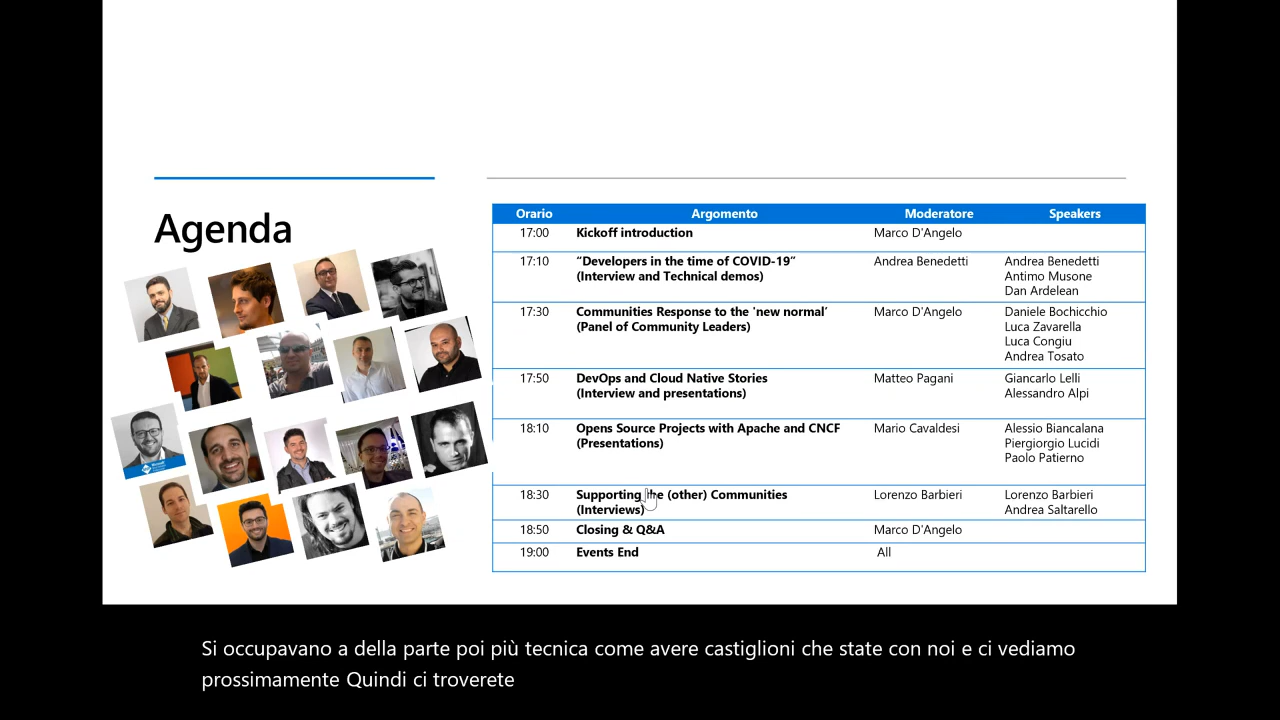 Agenda
Orario Argomento Moderatore Speakers
17:00 Kickoff introduction Marco D'Angelo
17:10 “Developers in the time of COVID-19” Andrea Benedetti Andrea Benedetti
(Interview and Technical demos) Antimo Musone
Dan Ardelean
17:30 Communities Response to the 'new normal' Marco D'Angelo Daniele Bochicchio
(Panel of Community Leaders) Luca Zavarella
Luca Congiu
Andrea Tosato
17:50 DevOps and Cloud Native Stories Matteo Pagani Giancarlo Lelli
(Interview and presentations) Alessandro Alpi
18:10 Opens Source Projects with Apache and CNCF Mario Cavaldesi Alessio Biancalana
(Presentations) Piergiorgio Lucidi
Paolo Patierno
18:30 Supporting the (other) Communities Lorenzo Barbieri Lorenzo Barbieri
(Interviews) Andrea Saltarello
18:50 Closing & Q&A Marco D'Angelo
19:00 Events End All
Si occupavano a della parte poi più tecnica come avere castiglioni che state con noi e ci vediamo
prossimamente Quindi ci troverete